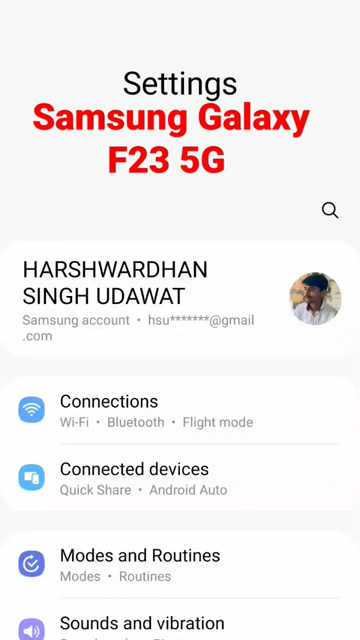 Settings
Samsung Galaxy
F23 5G
HARSHWARDHAN
SINGH UDAWAT
Samsung account • hsu*******@gmail
.com
Connections
Wi-Fi • Bluetooth • Flight mode
Connected devices
Quick Share • Android Auto
Modes and Routines
Modes • Routines
Sounds and vibration